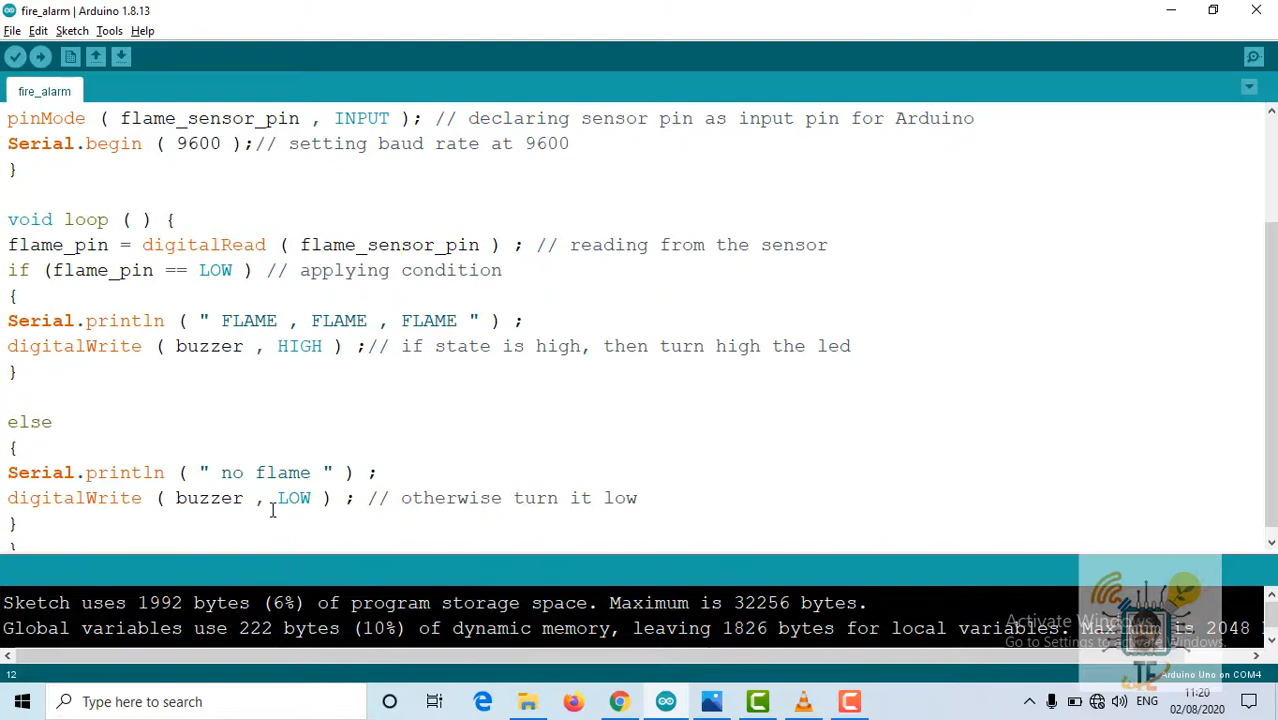 fire_alarm | Arduino 1.8.13
File Edit Sketch Tools Help
fire_alarm
pinMode ( flame_sensor_pin , INPUT ); // declaring sensor pin as input pin for Arduino
Serial.begin ( 9600 );// setting baud rate at 9600
}
void loop ( ) {
flame_pin = digitalRead ( flame_sensor_pin ) ; // reading from the sensor
if (flame_pin == LOW ) // applying condition
{
Serial.println ( " FLAME , FLAME , FLAME " ) ;
digitalWrite ( buzzer , HIGH ) ;// if state is high, then turn high the led
}
else
{
Serial.println ( " no flame " ) ;
digitalWrite ( buzzer , LOW ) ; // otherwise turn it low
}
}
Sketch uses 1992 bytes (6%) of program storage space. Maximum is 32256 bytes.
Global variables use 222 bytes (10%) of dynamic memory, leaving 1826 bytes for local variables. Maximum is 2048
Activate Windows
Go to Settings to activate Windows.
TE
12
Arduino Uno on COM4
Type here to search
11:20
02/08/2020